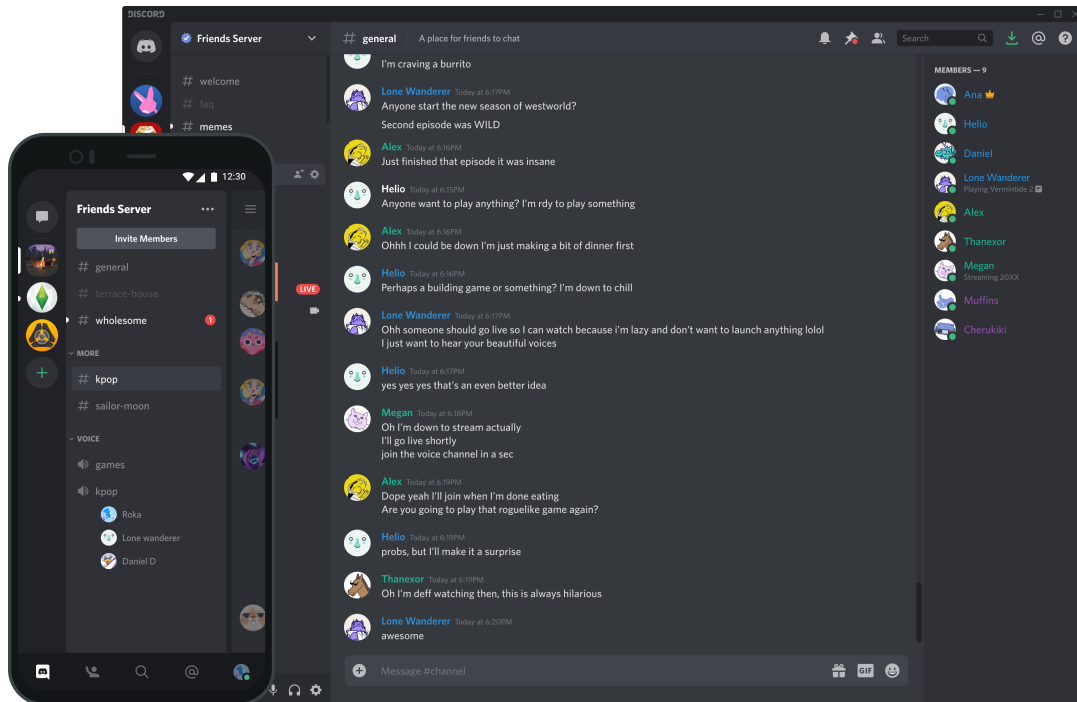 DISCORD
Friends Server
# general
A place for friends to chat
Search
# welcome
# faq
# memes
LIVE
I'm craving a burrito
Lone Wanderer Today at 6:17PM
Anyone start the new season of westworld?
Second episode was WILD
Alex Today at 6:16PM
Just finished that episode it was insane
Helio Today at 6:15PM
Anyone want to play anything? I'm rdy to play something
Alex Today at 6:16PM
Ohhh I could be down I'm just making a bit of dinner first
Helio Today at 6:16PM
Perhaps a building game or something? I'm down to chill
Lone Wanderer Today at 6:17PM
Ohh someone should go live so I can watch because i'm lazy and don't want to launch anything lolol
I just want to hear your beautiful voices
Helio Today at 6:17PM
yes yes yes that's an even better idea
Megan Today at 6:18PM
Oh I'm down to stream actually
I'll go live shortly
join the voice channel in a sec
Alex Today at 6:19PM
Dope yeah I'll join when I'm done eating
Are you going to play that roguelike game again?
Helio Today at 6:19PM
probs, but I'll make it a surprise
Thanexor Today at 6:19PM
Oh I'm deff watching then, this is always hilarious
Lone Wanderer Today at 6:20PM
awesome
Message #channel
GIF
MEMBERS — 9
Ana
Helio
Daniel
Lone Wanderer
Playing Vermintide 2
Alex
Thanexor
Megan
Streaming 20XX
Muffins
Cherukiki
12:30
Friends Server
Invite Members
# general
# terrace-house
# wholesome 1
MORE
# kpop
# sailor-moon
VOICE
games
kpop
Roka
Lone wanderer
Daniel D